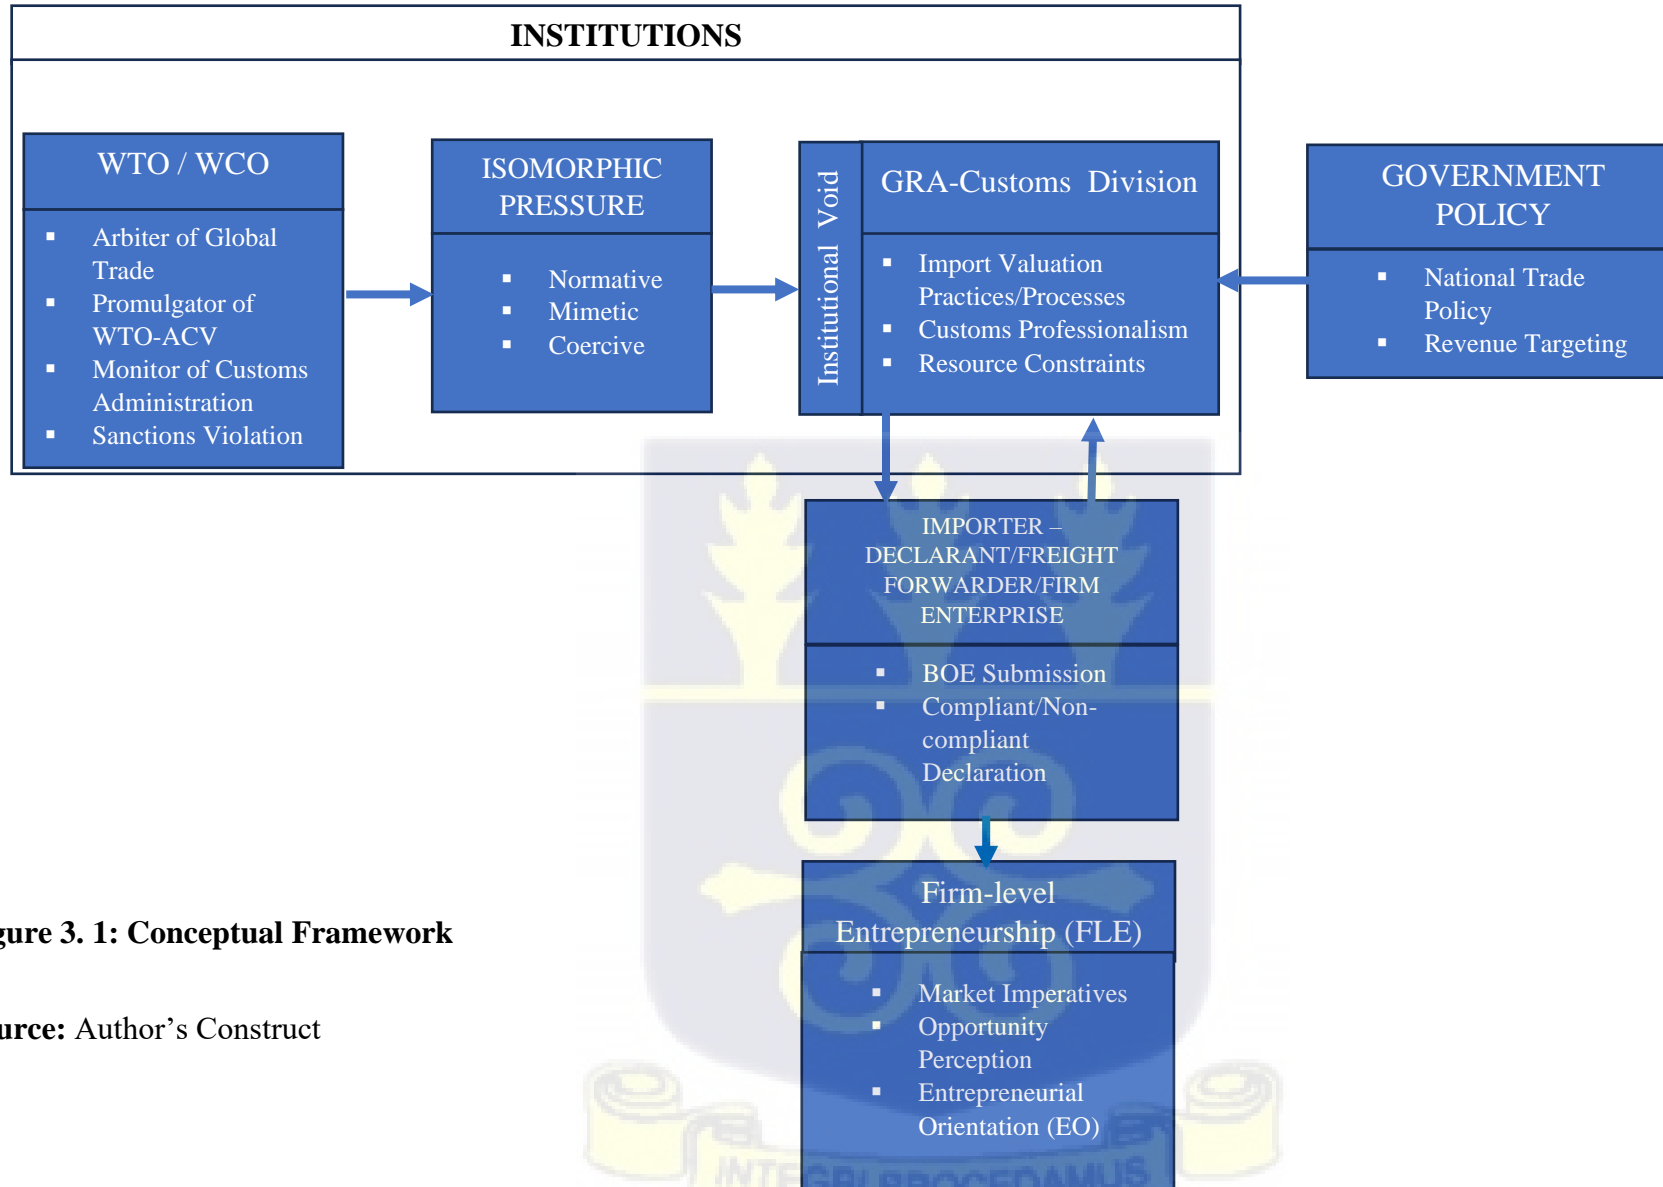 INSTITUTIONS
WTO / WCO
▪ Arbiter of Global
Trade
▪ Promulgator of
WTO-ACV
▪ Monitor of Customs
Administration
▪ Sanctions Violation
ISOMORPHIC
PRESSURE
▪ Normative
▪ Mimetic
▪ Coercive
Institutional Void
GRA-Customs Division
▪ Import Valuation
Practices/Processes
▪ Customs Professionalism
▪ Resource Constraints
GOVERNMENT
POLICY
▪ National Trade
Policy
▪ Revenue Targeting
IMPORTER –
DECLARANT/FREIGHT
FORWARDER/FIRM
ENTERPRISE
▪ BOE Submission
▪ Compliant/Non-
compliant
Declaration
Firm-level
Entrepreneurship (FLE)
▪ Market Imperatives
▪ Opportunity
Perception
▪ Entrepreneurial
Orientation (EO)
gure 3. 1: Conceptual Framework
urce: Author’s Construct
INTEGRI PROCEDAMUS